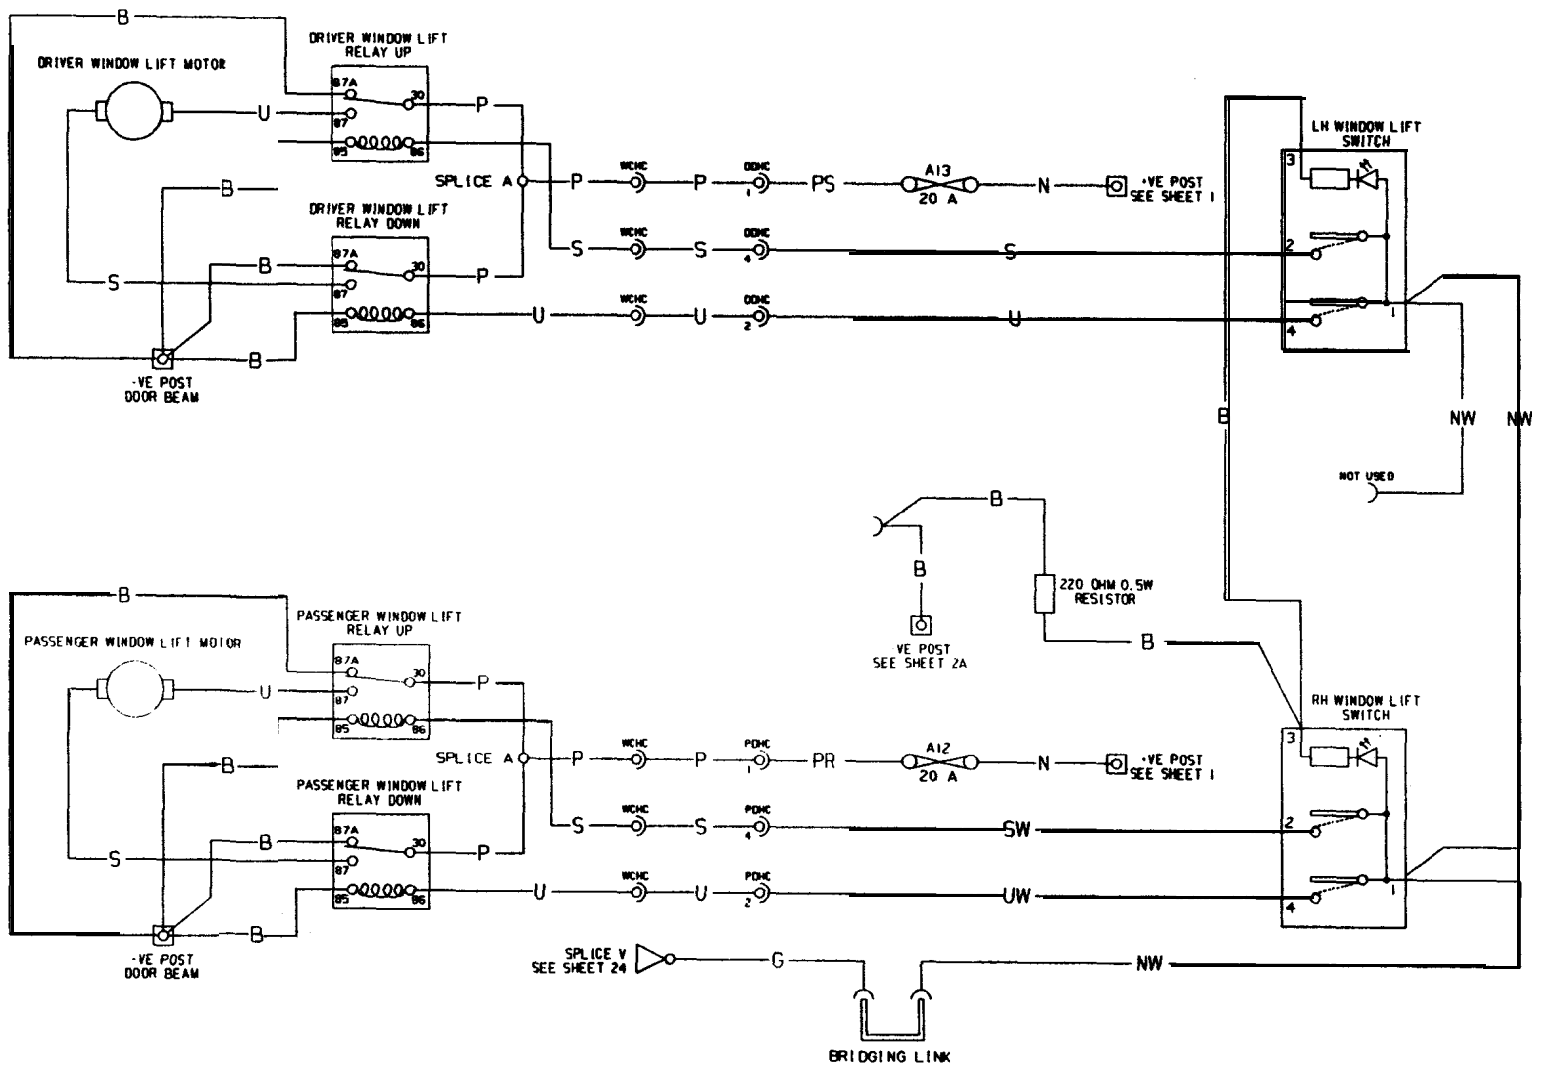 B
DRIVER WINDOW LIFT
RELAY UP
DRIVER WINDOW LIFT MOTOR
87A
30
P
U
87
85
86
LH WINDOW LIFT
SWITCH
3
SPLICE A
P
WCHC
P
DDHC
1
PS
A13
20 A
N
+VE POST
SEE SHEET 1
B
DRIVER WINDOW LIFT
RELAY DOWN
S
WCHC
S
DDHC
4
S
2
87A
30
B
P
S
87
85
86
U
WCHC
U
DDHC
2
U
4
1
B
-VE POST
DOOR BEAM
B
NW
NW
NOT USED
B
B
220 OHM 0.5W
RESISTOR
B
-VE POST
SEE SHEET 2A
B
PASSENGER WINDOW LIFT
RELAY UP
PASSENGER WINDOW LIFT MOTOR
87A
30
P
U
87
85
86
RH WINDOW LIFT
SWITCH
3
SPLICE A
P
WCHC
P
PDHC
1
PR
A12
20 A
N
+VE POST
SEE SHEET 1
B
PASSENGER WINDOW LIFT
RELAY DOWN
S
WCHC
S
PDHC
4
SW
2
87A
30
B
P
S
87
85
86
U
WCHC
U
PDHC
2
UW
4
1
B
-VE POST
DOOR BEAM
SPLICE V
SEE SHEET 24
G
NW
BRIDGING LINK